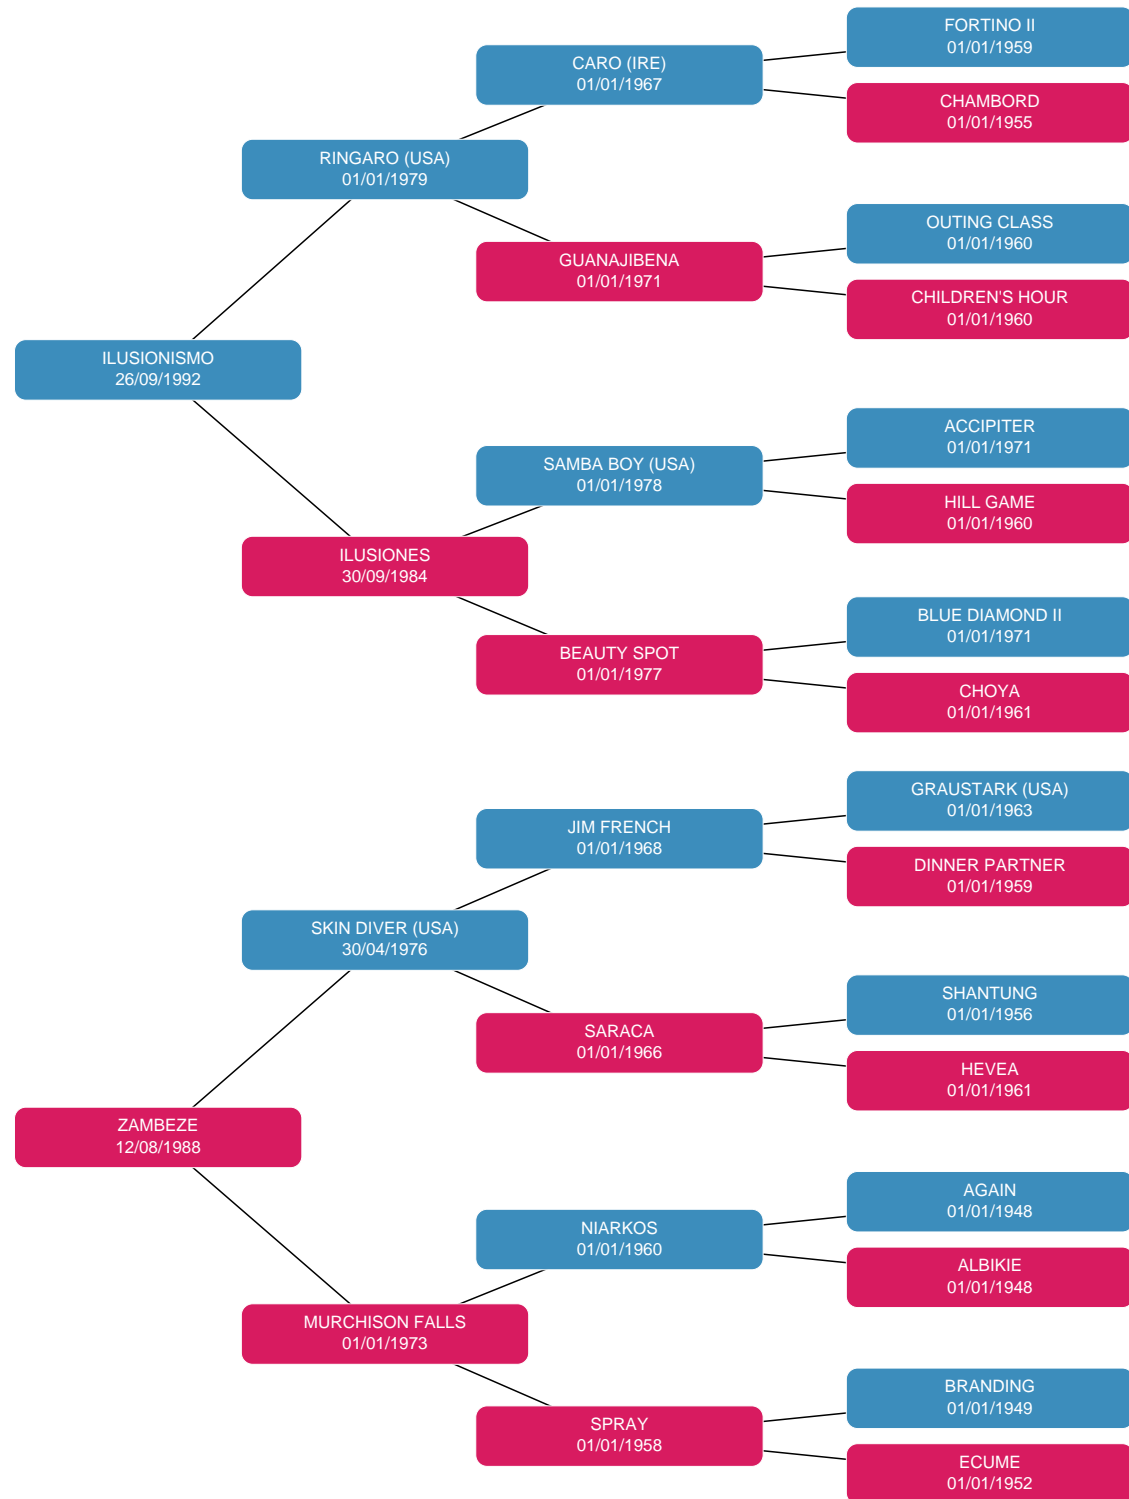 FORTINO II
01/01/1959
CARO (IRE)
01/01/1967
CHAMBORD
01/01/1955
RINGARO (USA)
01/01/1979
OUTING CLASS
01/01/1960
GUANAJIBENA
01/01/1971
CHILDREN'S HOUR
01/01/1960
ILUSIONISMO
26/09/1992
ACCIPITER
01/01/1971
SAMBA BOY (USA)
01/01/1978
HILL GAME
01/01/1960
ILUSIONES
30/09/1984
BLUE DIAMOND II
01/01/1971
BEAUTY SPOT
01/01/1977
CHOYA
01/01/1961
GRAUSTARK (USA)
01/01/1963
JIM FRENCH
01/01/1968
DINNER PARTNER
01/01/1959
SKIN DIVER (USA)
30/04/1976
SHANTUNG
01/01/1956
SARACA
01/01/1966
HEVEA
01/01/1961
ZAMBEZE
12/08/1988
AGAIN
01/01/1948
NIARKOS
01/01/1960
ALBIKIE
01/01/1948
MURCHISON FALLS
01/01/1973
BRANDING
01/01/1949
SPRAY
01/01/1958
ECUME
01/01/1952